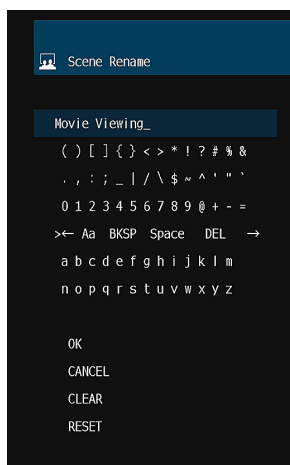 Scene Rename
Movie Viewing_
( ) [ ] { } < > * ! ? # % &
. , : ; _ | / \ $ ~ ^ ' " `
0 1 2 3 4 5 6 7 8 9 @ + - =
>← Aa BKSP Space DEL →
a b c d e f g h i j k l m
n o p q r s t u v w x y z
OK
CANCEL
CLEAR
RESET